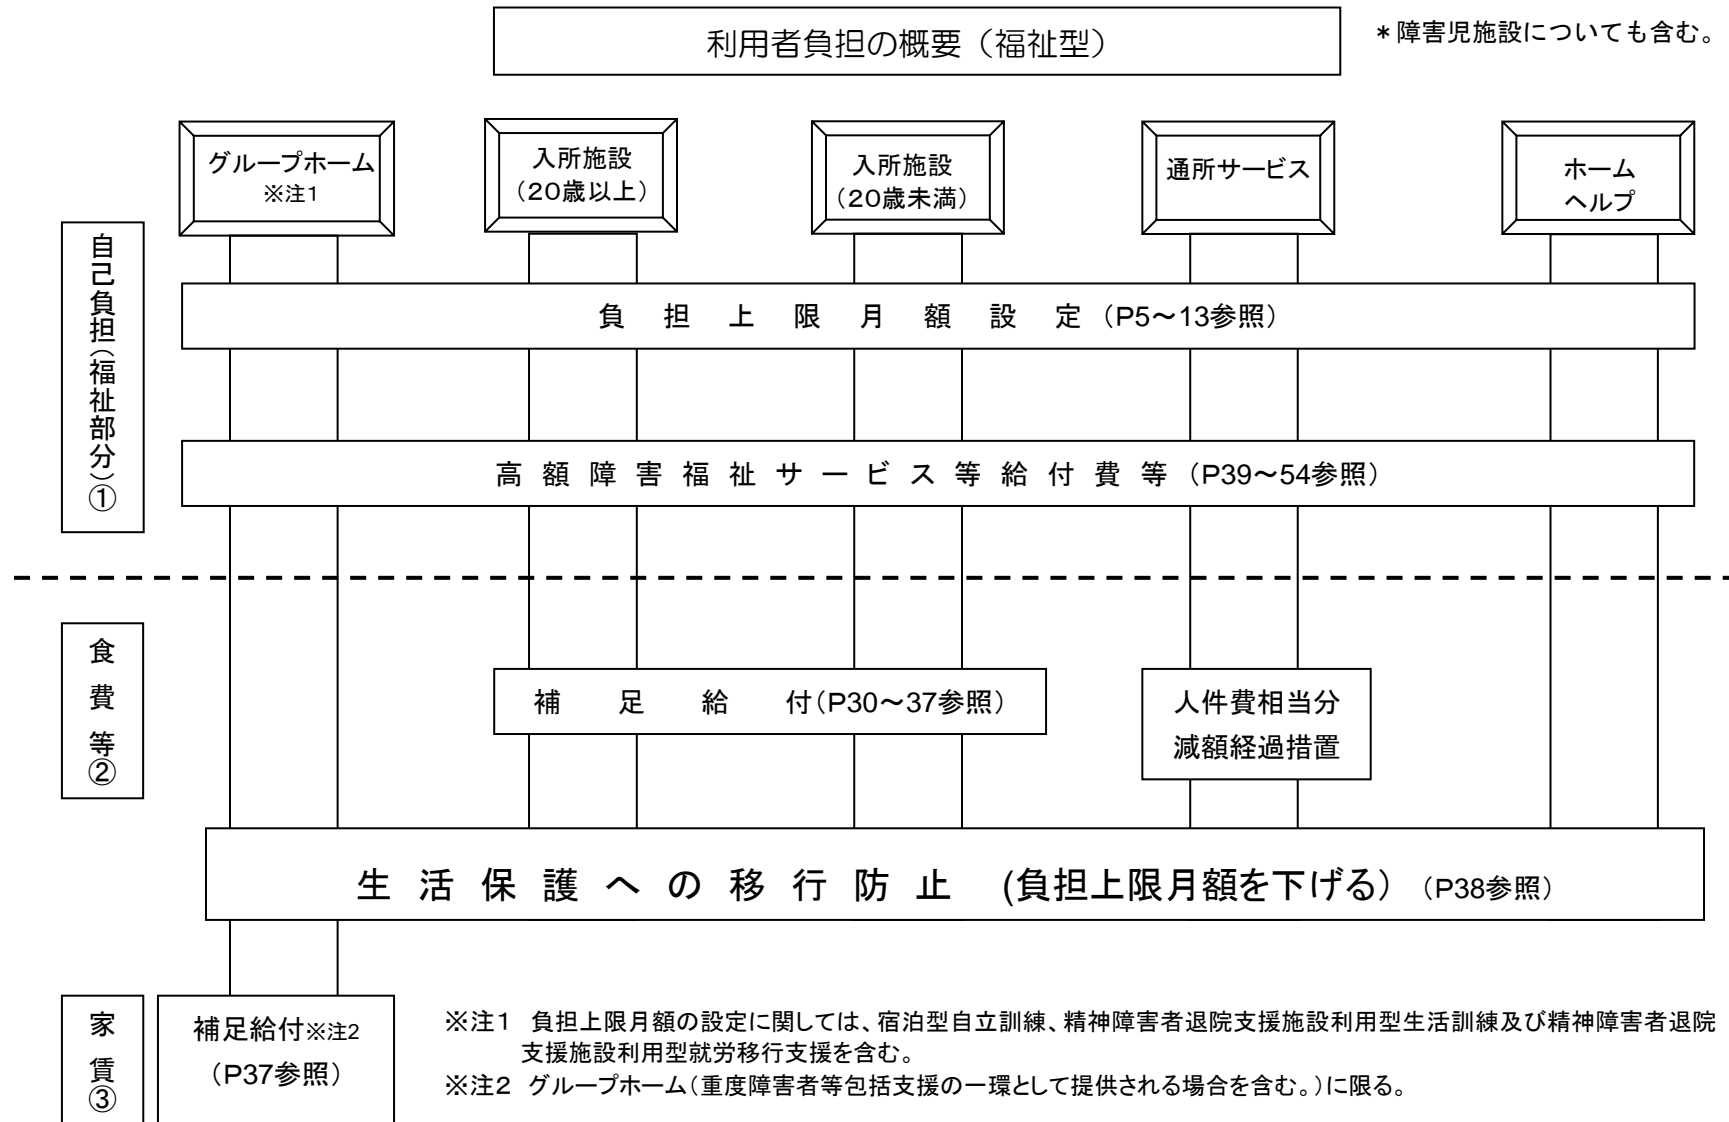 利用者負担の概要（福祉型）
＊障害児施設についても含む。
グループホーム
※注1
入所施設
（20歳以上）
入所施設
（20歳未満）
通所サービス
ホーム
ヘルプ
自己負担（福祉部分）①
負担上限月額設定（P5～13参照）
高額障害福祉サービス等給付費等（P39～54参照）
食費等②
補足給付（P30～37参照）
人件費相当分
減額経過措置
生活保護への移行防止 (負担上限月額を下げる）（P38参照）
家賃③
補足給付※注2
（P37参照）
※注1　負担上限月額の設定に関しては、宿泊型自立訓練、精神障害者退院支援施設利用型生活訓練及び精神障害者退院
支援施設利用型就労移行支援を含む。
※注2　グループホーム（重度障害者等包括支援の一環として提供される場合を含む。）に限る。